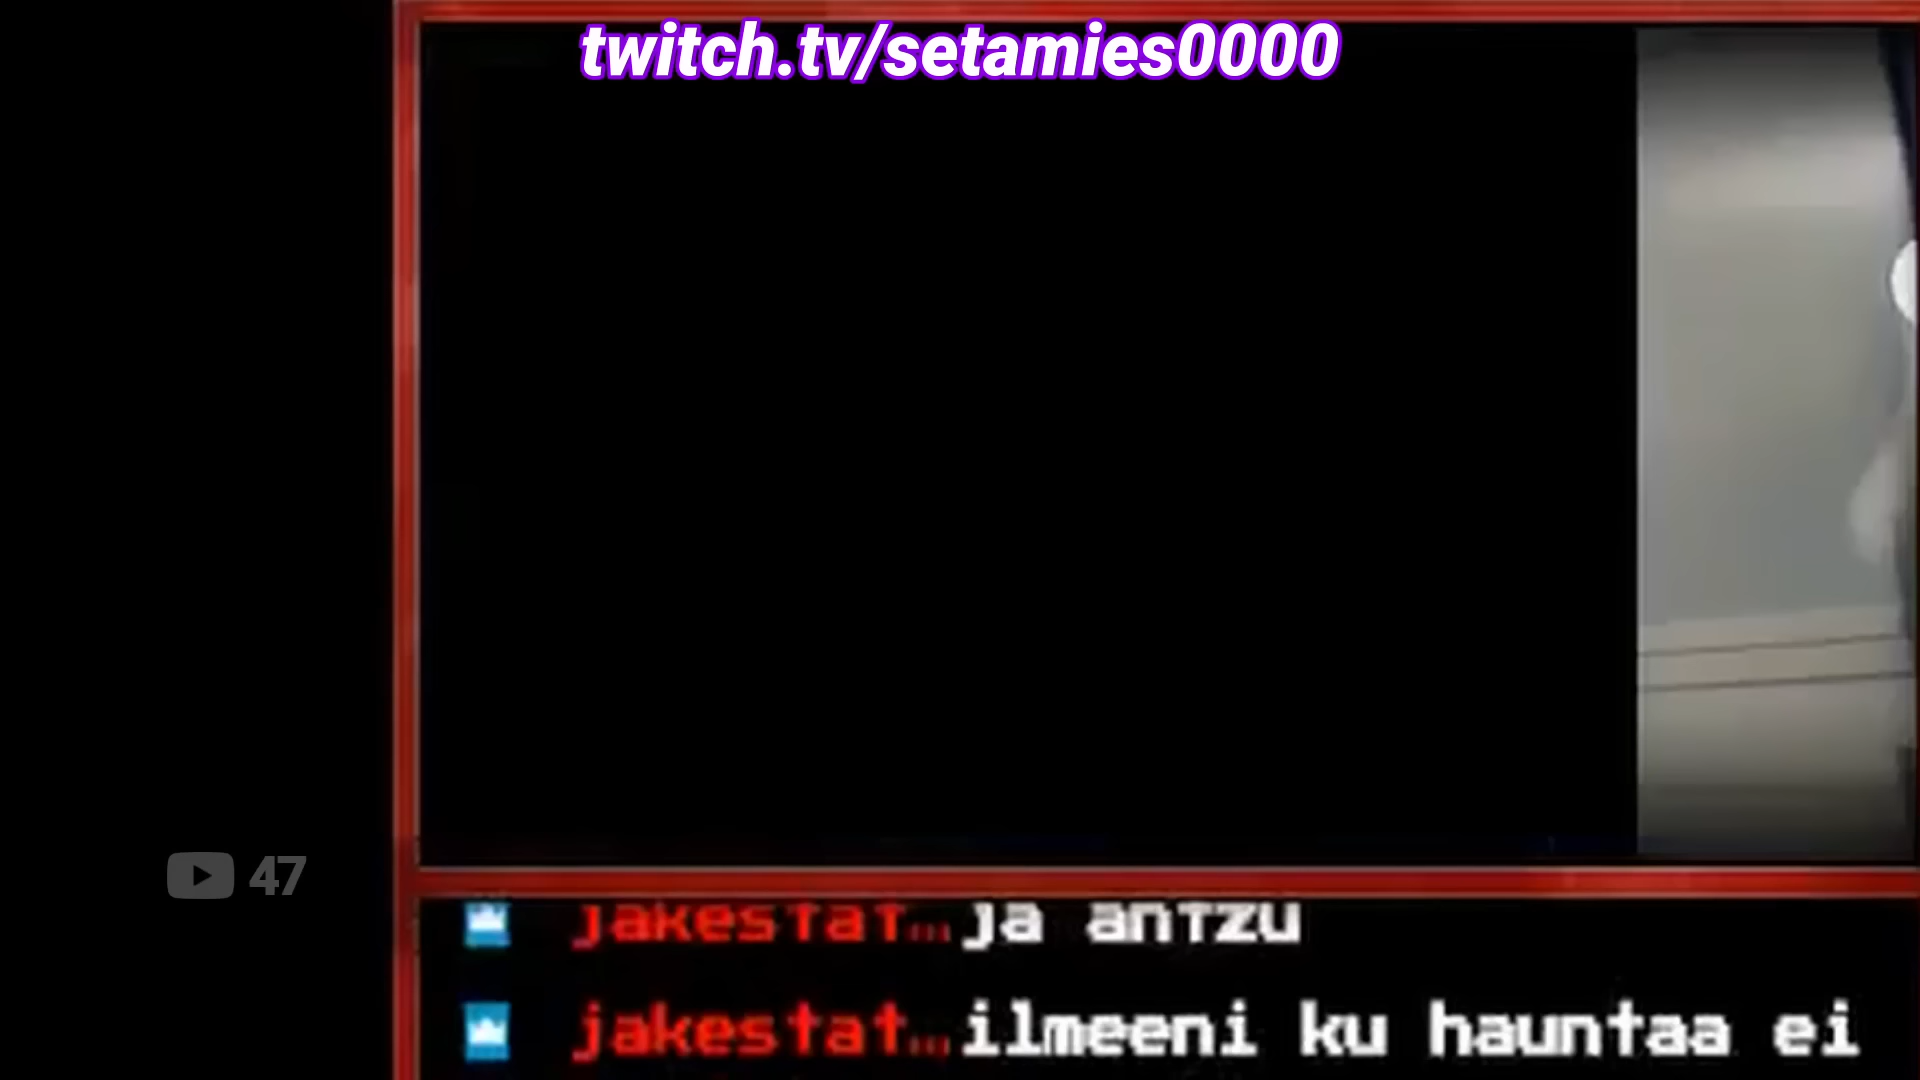 twitch.tv/setamies0000
47
jakestat...ja antzu
jakestat...ilmeeni ku hauntaa ei